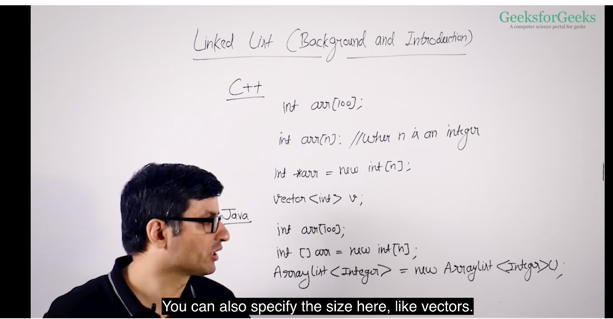 GeeksforGeeks
A computer science portal for geeks
Linked List (Background and Introduction)
C++
int arr[100];
int arr[n]; //When n is an integer
int *arr = new int[n];
vector<int> v;
Java
int arr[100];
int [] arr = new int[n];
ArrayList<Integer> = new ArrayList<Integer>();
You can also specify the size here, like vectors.